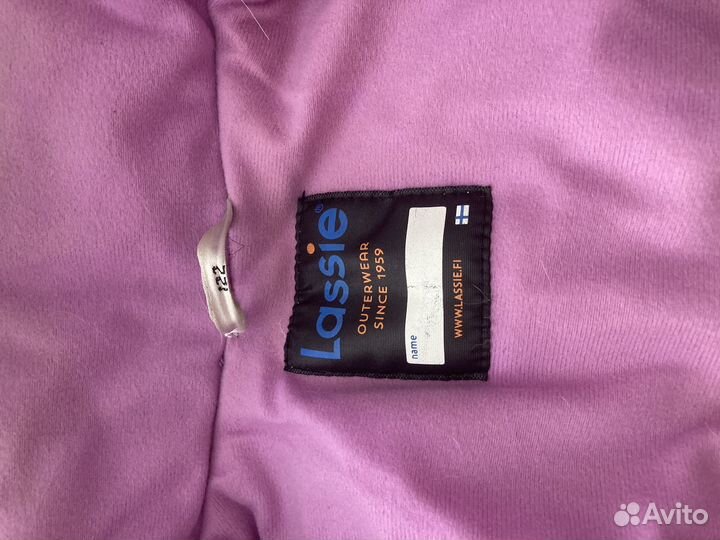 122
Lassie®
OUTERWEAR
SINCE 1959
name
WWW.LASSIE.FI
Avito